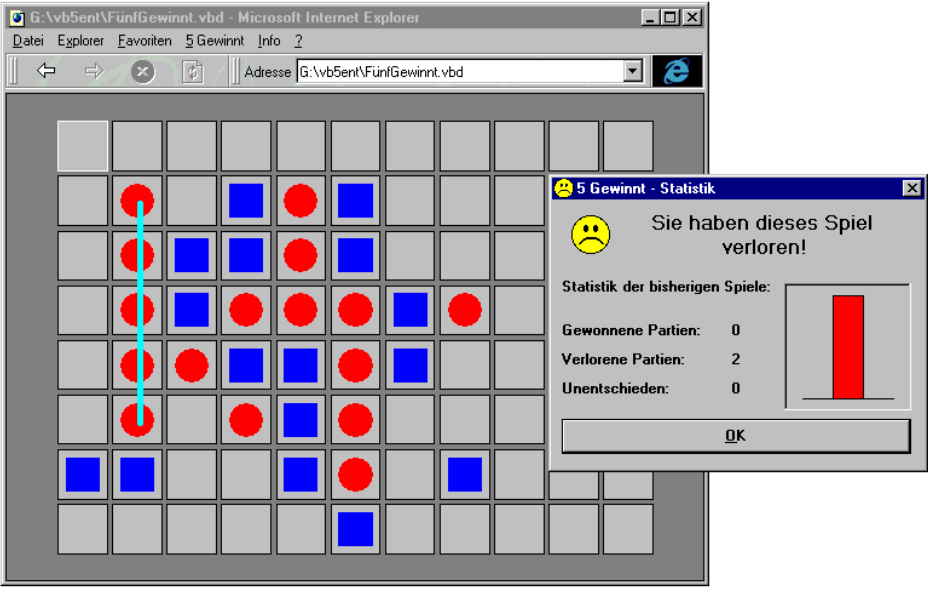 G:\vb5ent\FünfGewinnt.vbd - Microsoft Internet Explorer
Datei Explorer Favoriten 5 Gewinnt Info ?
Adresse G:\vb5ent\FünfGewinnt.vbd
5 Gewinnt - Statistik
Sie haben dieses Spiel
verloren!
Statistik der bisherigen Spiele:
Gewonnene Partien: 0
Verlorene Partien: 2
Unentschieden: 0
OK